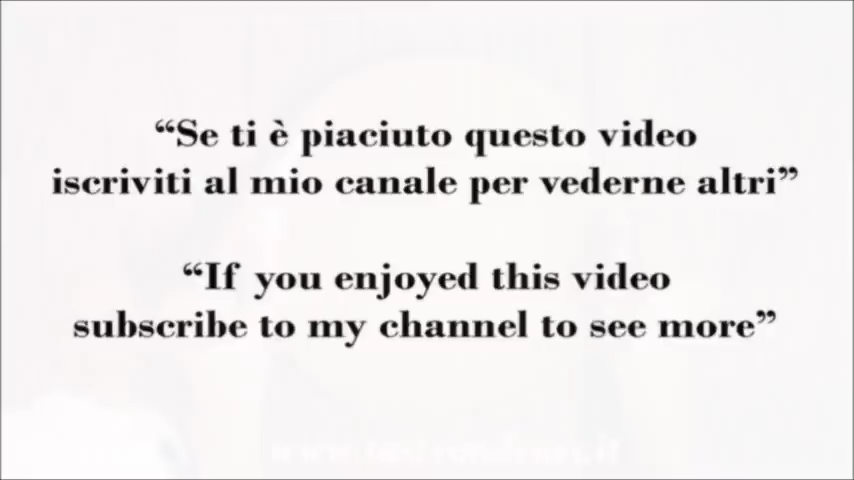 “Se ti è piaciuto questo video
iscriviti al mio canale per vederne altri”
“If you enjoyed this video
subscribe to my channel to see more”